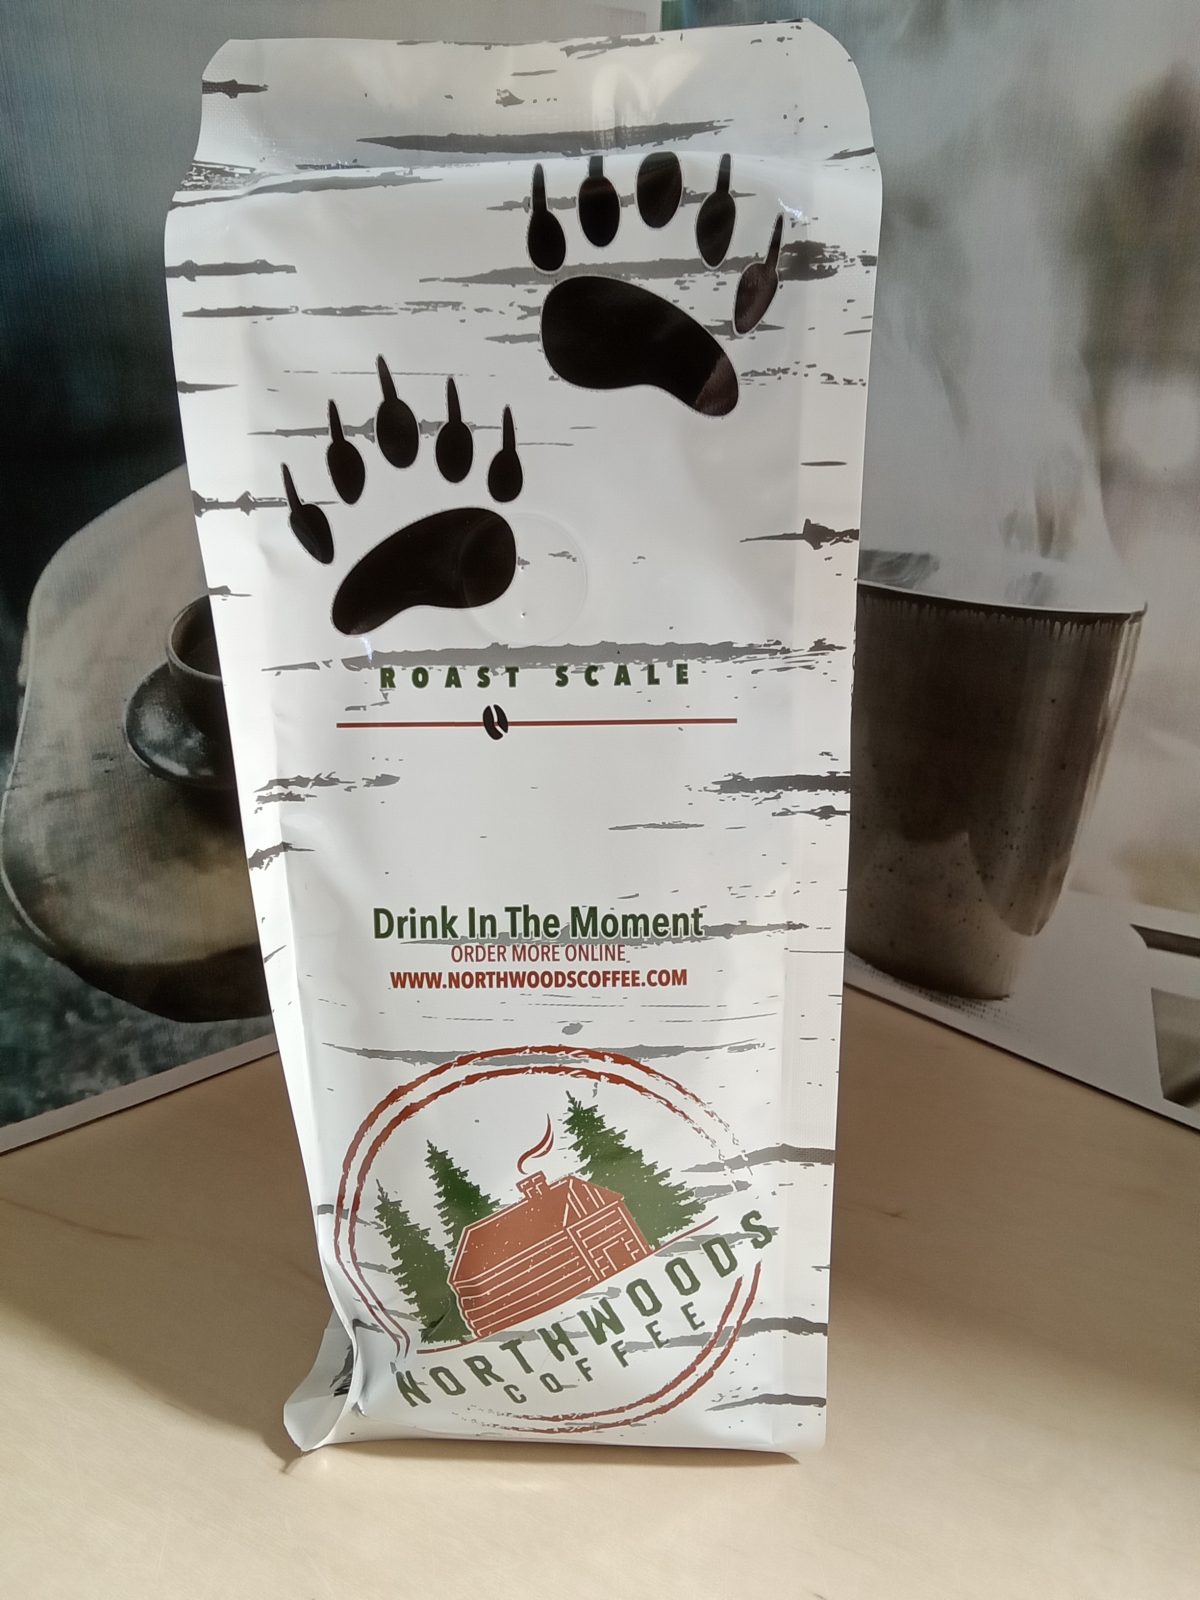 ROAST SCALE
Drink In The Moment
ORDER MORE ONLINE
WWW.NORTHWOODSCOFFEE.COM
NORTHWOODS
COFFEE